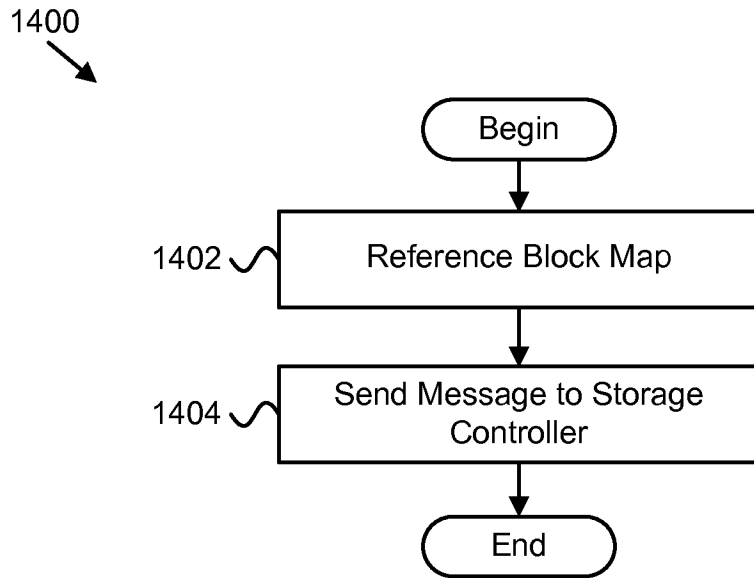 1400
Begin
1402
Reference Block Map
1404
Send Message to Storage
Controller
End